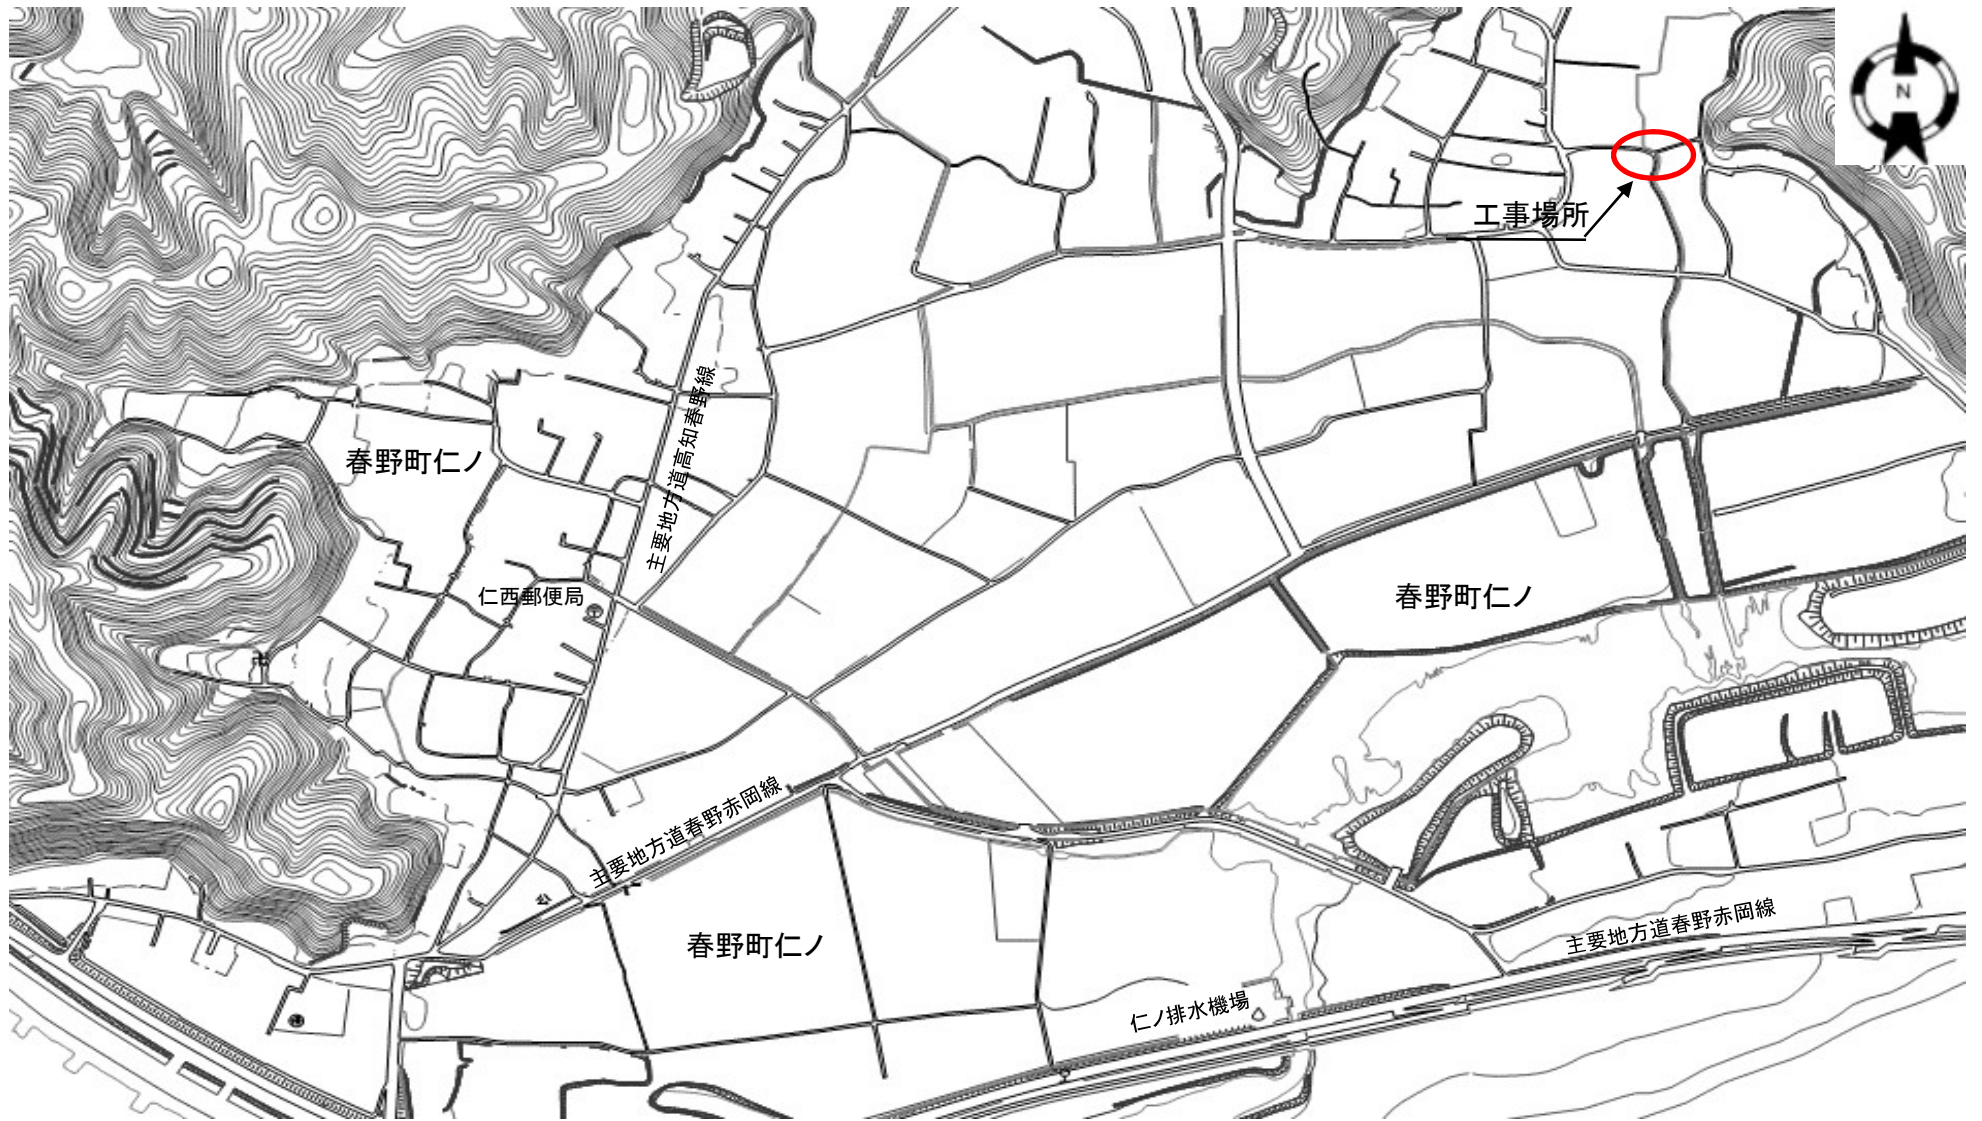 N
工事場所
主要地方道高知春野線
春野町仁ノ
仁西郵便局
春野町仁ノ
主要地方道春野赤岡線
春野町仁ノ
主要地方道春野赤岡線
仁ノ排水機場